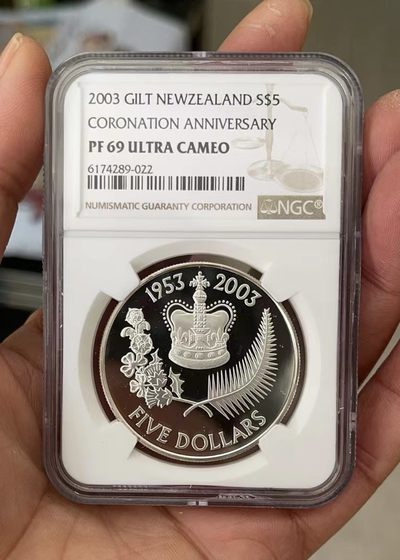 2003 GILT NEWZEALAND S$5
CORONATION ANNIVERSARY
PF 69 ULTRA CAMEO
6174289-022
NUMISMATIC GUARANTY CORPORATION
NGC®
1953 2003
FIVE DOLLARS